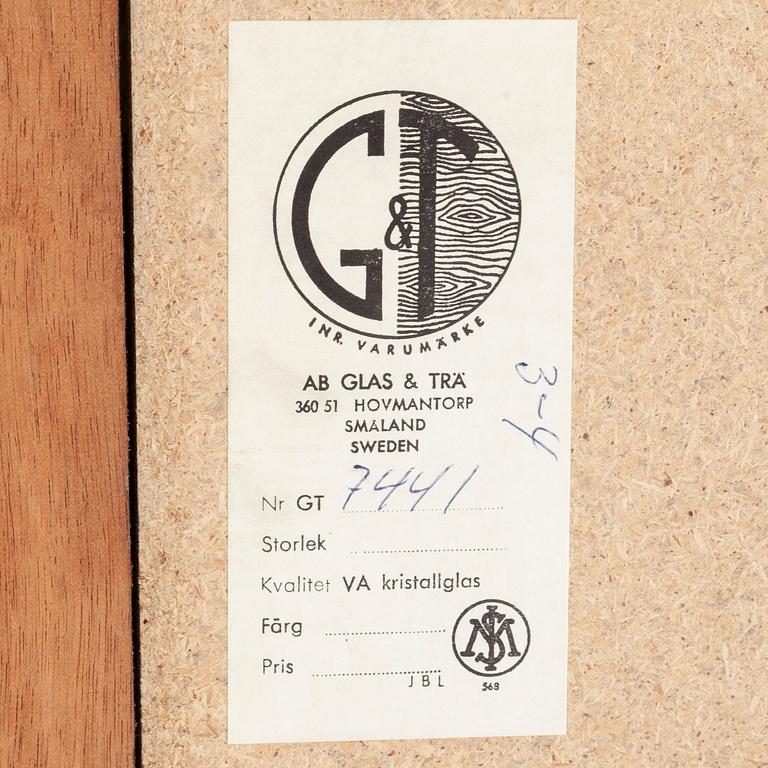 G&T
INR. VARUMÄRKE
AB GLAS & TRÄ
360 51 HOVMANTORP
SMÅLAND
SWEDEN
3-4
Nr GT 7441
Storlek
Kvalitet VA kristallglas
Färg
Pris
JBL
568